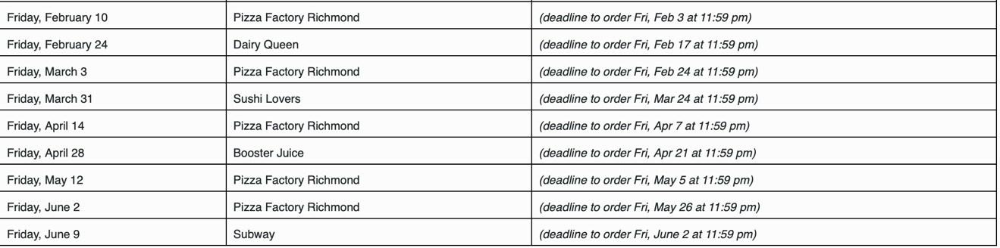 Friday, February 10 Pizza Factory Richmond (deadline to order Fri, Feb 3 at 11:59 pm)
Friday, February 24 Dairy Queen (deadline to order Fri, Feb 17 at 11:59 pm)
Friday, March 3 Pizza Factory Richmond (deadline to order Fri, Feb 24 at 11:59 pm)
Friday, March 31 Sushi Lovers (deadline to order Fri, Mar 24 at 11:59 pm)
Friday, April 14 Pizza Factory Richmond (deadline to order Fri, Apr 7 at 11:59 pm)
Friday, April 28 Booster Juice (deadline to order Fri, Apr 21 at 11:59 pm)
Friday, May 12 Pizza Factory Richmond (deadline to order Fri, May 5 at 11:59 pm)
Friday, June 2 Pizza Factory Richmond (deadline to order Fri, May 26 at 11:59 pm)
Friday, June 9 Subway (deadline to order Fri, June 2 at 11:59 pm)